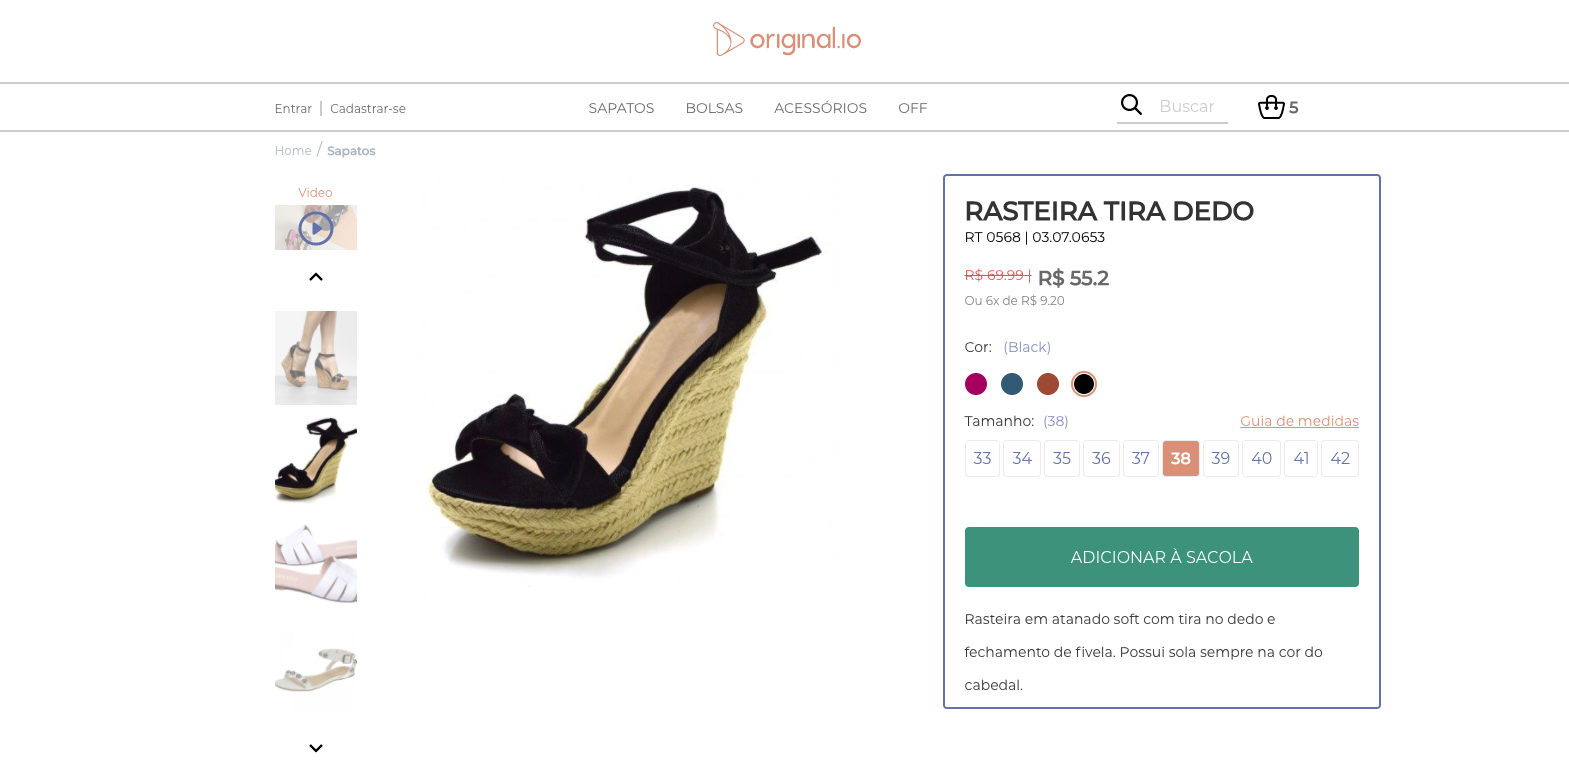 original.io
Entrar | Cadastrar-se
SAPATOS BOLSAS ACESSÓRIOS OFF
Buscar
5
Home / Sapatos
Video
RASTEIRA TIRA DEDO
RT 0568 | 03.07.0653
R$ 69.99 | R$ 55.2
Ou 6x de R$ 9.20
Cor: (Black)
Tamanho: (38) Guia de medidas
33 34 35 36 37 38 39 40 41 42
ADICIONAR À SACOLA
Rasteira em atanado soft com tira no dedo e
fechamento de fivela. Possui sola sempre na cor do
cabedal.